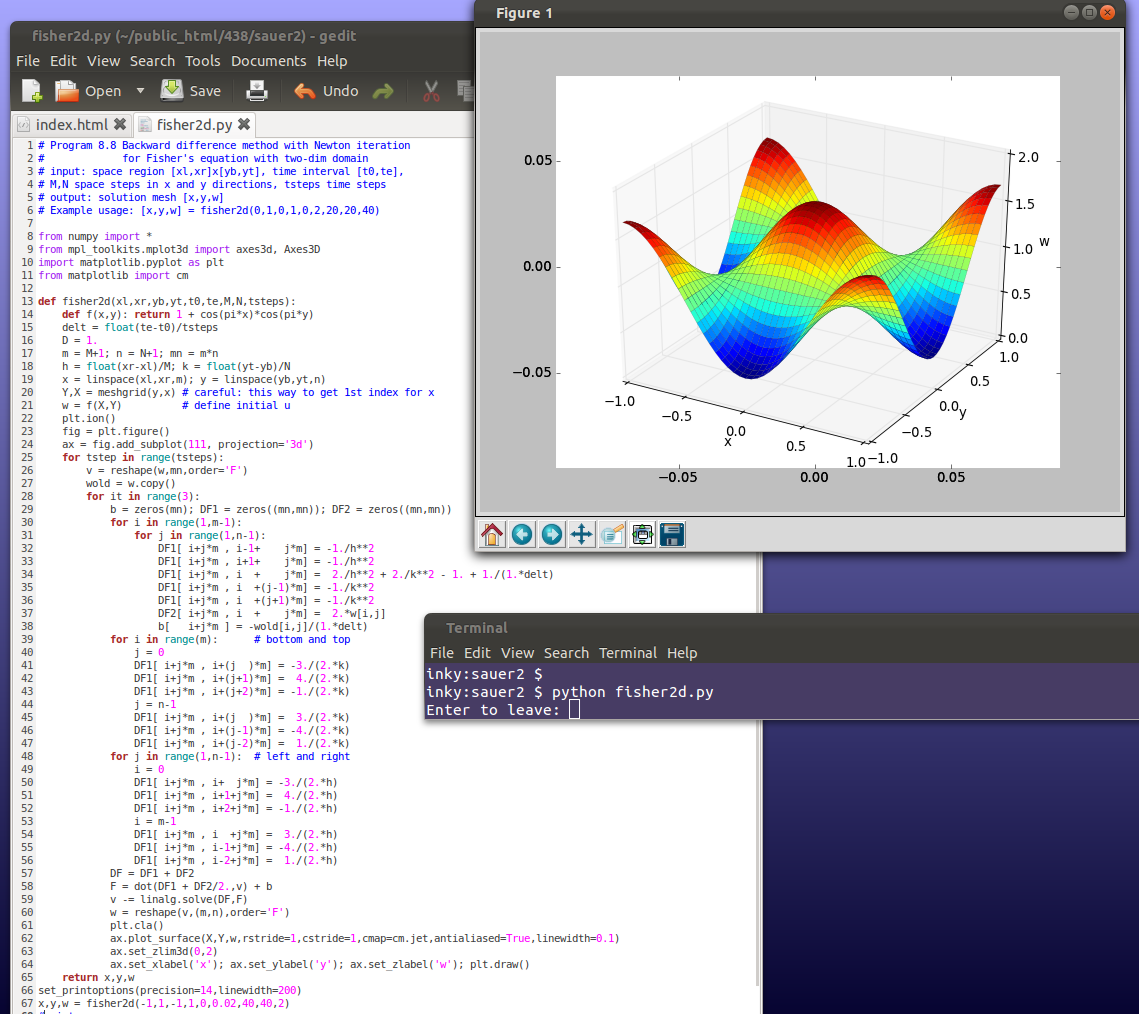 fisher2d.py (~/public_html/438/sauer2) - gedit
File Edit View Search Tools Documents Help
Open Save Undo
index.html fisher2d.py
1 # Program 8.8 Backward difference method with Newton iteration
2 #             for Fisher's equation with two-dim domain
3 # input: space region [xl,xr]x[yb,yt], time interval [t0,te],
4 # M,N space steps in x and y directions, tsteps time steps
5 # output: solution mesh [x,y,w]
6 # Example usage: [x,y,w] = fisher2d(0,1,0,1,0,2,20,20,40)
7
8 from numpy import *
9 from mpl_toolkits.mplot3d import axes3d, Axes3D
10 import matplotlib.pyplot as plt
11 from matplotlib import cm
12
13 def fisher2d(xl,xr,yb,yt,t0,te,M,N,tsteps):
14     def f(x,y): return 1 + cos(pi*x)*cos(pi*y)
15     delt = float(te-t0)/tsteps
16     D = 1.
17     m = M+1; n = N+1; mn = m*n
18     h = float(xr-xl)/M; k = float(yt-yb)/N
19     x = linspace(xl,xr,m); y = linspace(yb,yt,n)
20     Y,X = meshgrid(y,x) # careful: this way to get 1st index for x
21     w = f(X,Y)          # define initial u
22     plt.ion()
23     fig = plt.figure()
24     ax = fig.add_subplot(111, projection='3d')
25     for tstep in range(tsteps):
26         v = reshape(w,mn,order='F')
27         wold = w.copy()
28         for it in range(3):
29             b = zeros(mn); DF1 = zeros((mn,mn)); DF2 = zeros((mn,mn))
30             for i in range(1,m-1):
31                 for j in range(1,n-1):
32                     DF1[ i+j*m , i-1+    j*m] = -1./h**2
33                     DF1[ i+j*m , i+1+    j*m] = -1./h**2
34                     DF1[ i+j*m , i  +    j*m] =  2./h**2 + 2./k**2 - 1. + 1./(1.*delt)
35                     DF1[ i+j*m , i  +(j-1)*m] = -1./k**2
36                     DF1[ i+j*m , i  +(j+1)*m] = -1./k**2
37                     DF2[ i+j*m , i  +    j*m] =  2.*w[i,j]
38                     b[   i+j*m ] = -wold[i,j]/(1.*delt)
39             for i in range(m):      # bottom and top
40                 j = 0
41                 DF1[ i+j*m , i+(j  )*m] = -3./(2.*k)
42                 DF1[ i+j*m , i+(j+1)*m] =  4./(2.*k)
43                 DF1[ i+j*m , i+(j+2)*m] = -1./(2.*k)
44                 j = n-1
45                 DF1[ i+j*m , i+(j  )*m] =  3./(2.*k)
46                 DF1[ i+j*m , i+(j-1)*m] = -4./(2.*k)
47                 DF1[ i+j*m , i+(j-2)*m] =  1./(2.*k)
48             for j in range(1,n-1):  # left and right
49                 i = 0
50                 DF1[ i+j*m , i+  j*m] = -3./(2.*h)
51                 DF1[ i+j*m , i+1+j*m] =  4./(2.*h)
52                 DF1[ i+j*m , i+2+j*m] = -1./(2.*h)
53                 i = m-1
54                 DF1[ i+j*m , i  +j*m] =  3./(2.*h)
55                 DF1[ i+j*m , i-1+j*m] = -4./(2.*h)
56                 DF1[ i+j*m , i-2+j*m] =  1./(2.*h)
57             DF = DF1 + DF2
58             F = dot(DF1 + DF2/2.,v) + b
59             v -= linalg.solve(DF,F)
60             w = reshape(v,(m,n),order='F')
61             plt.cla()
62             ax.plot_surface(X,Y,w,rstride=1,cstride=1,cmap=cm.jet,antialiased=True,linewidth=0.1)
63             ax.set_zlim3d(0,2)
64             ax.set_xlabel('x'); ax.set_ylabel('y'); ax.set_zlabel('w'); plt.draw()
65     return x,y,w
66 set_printoptions(precision=14,linewidth=200)
67 x,y,w = fisher2d(-1,1,-1,1,0,0.02,40,40,2)
Figure 1
0.05
0.00
−0.05
2.0
1.5
1.0 w
0.5
0.0
−1.0 −0.5 0.0 0.5 1.0
x
−1.0 −0.5 0.0 0.5 1.0
y
−0.05 0.00 0.05
Terminal
File Edit View Search Terminal Help
inky:sauer2 $
inky:sauer2 $ python fisher2d.py
Enter to leave: